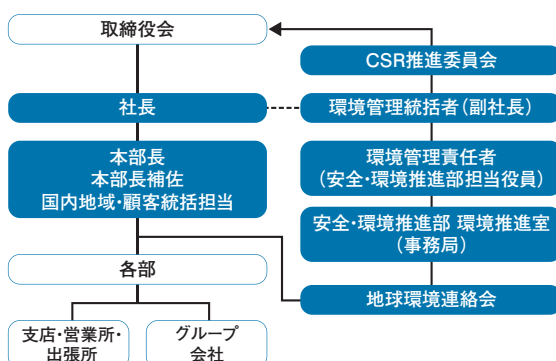 取締役会
社長
本部長
本部長補佐
国内地域・顧客統括担当
各部
支店・営業所・
出張所
グループ
会社
CSR推進委員会
環境管理統括者(副社長)
環境管理責任者
(安全・環境推進部担当役員)
安全・環境推進部 環境推進室
(事務局)
地球環境連絡会